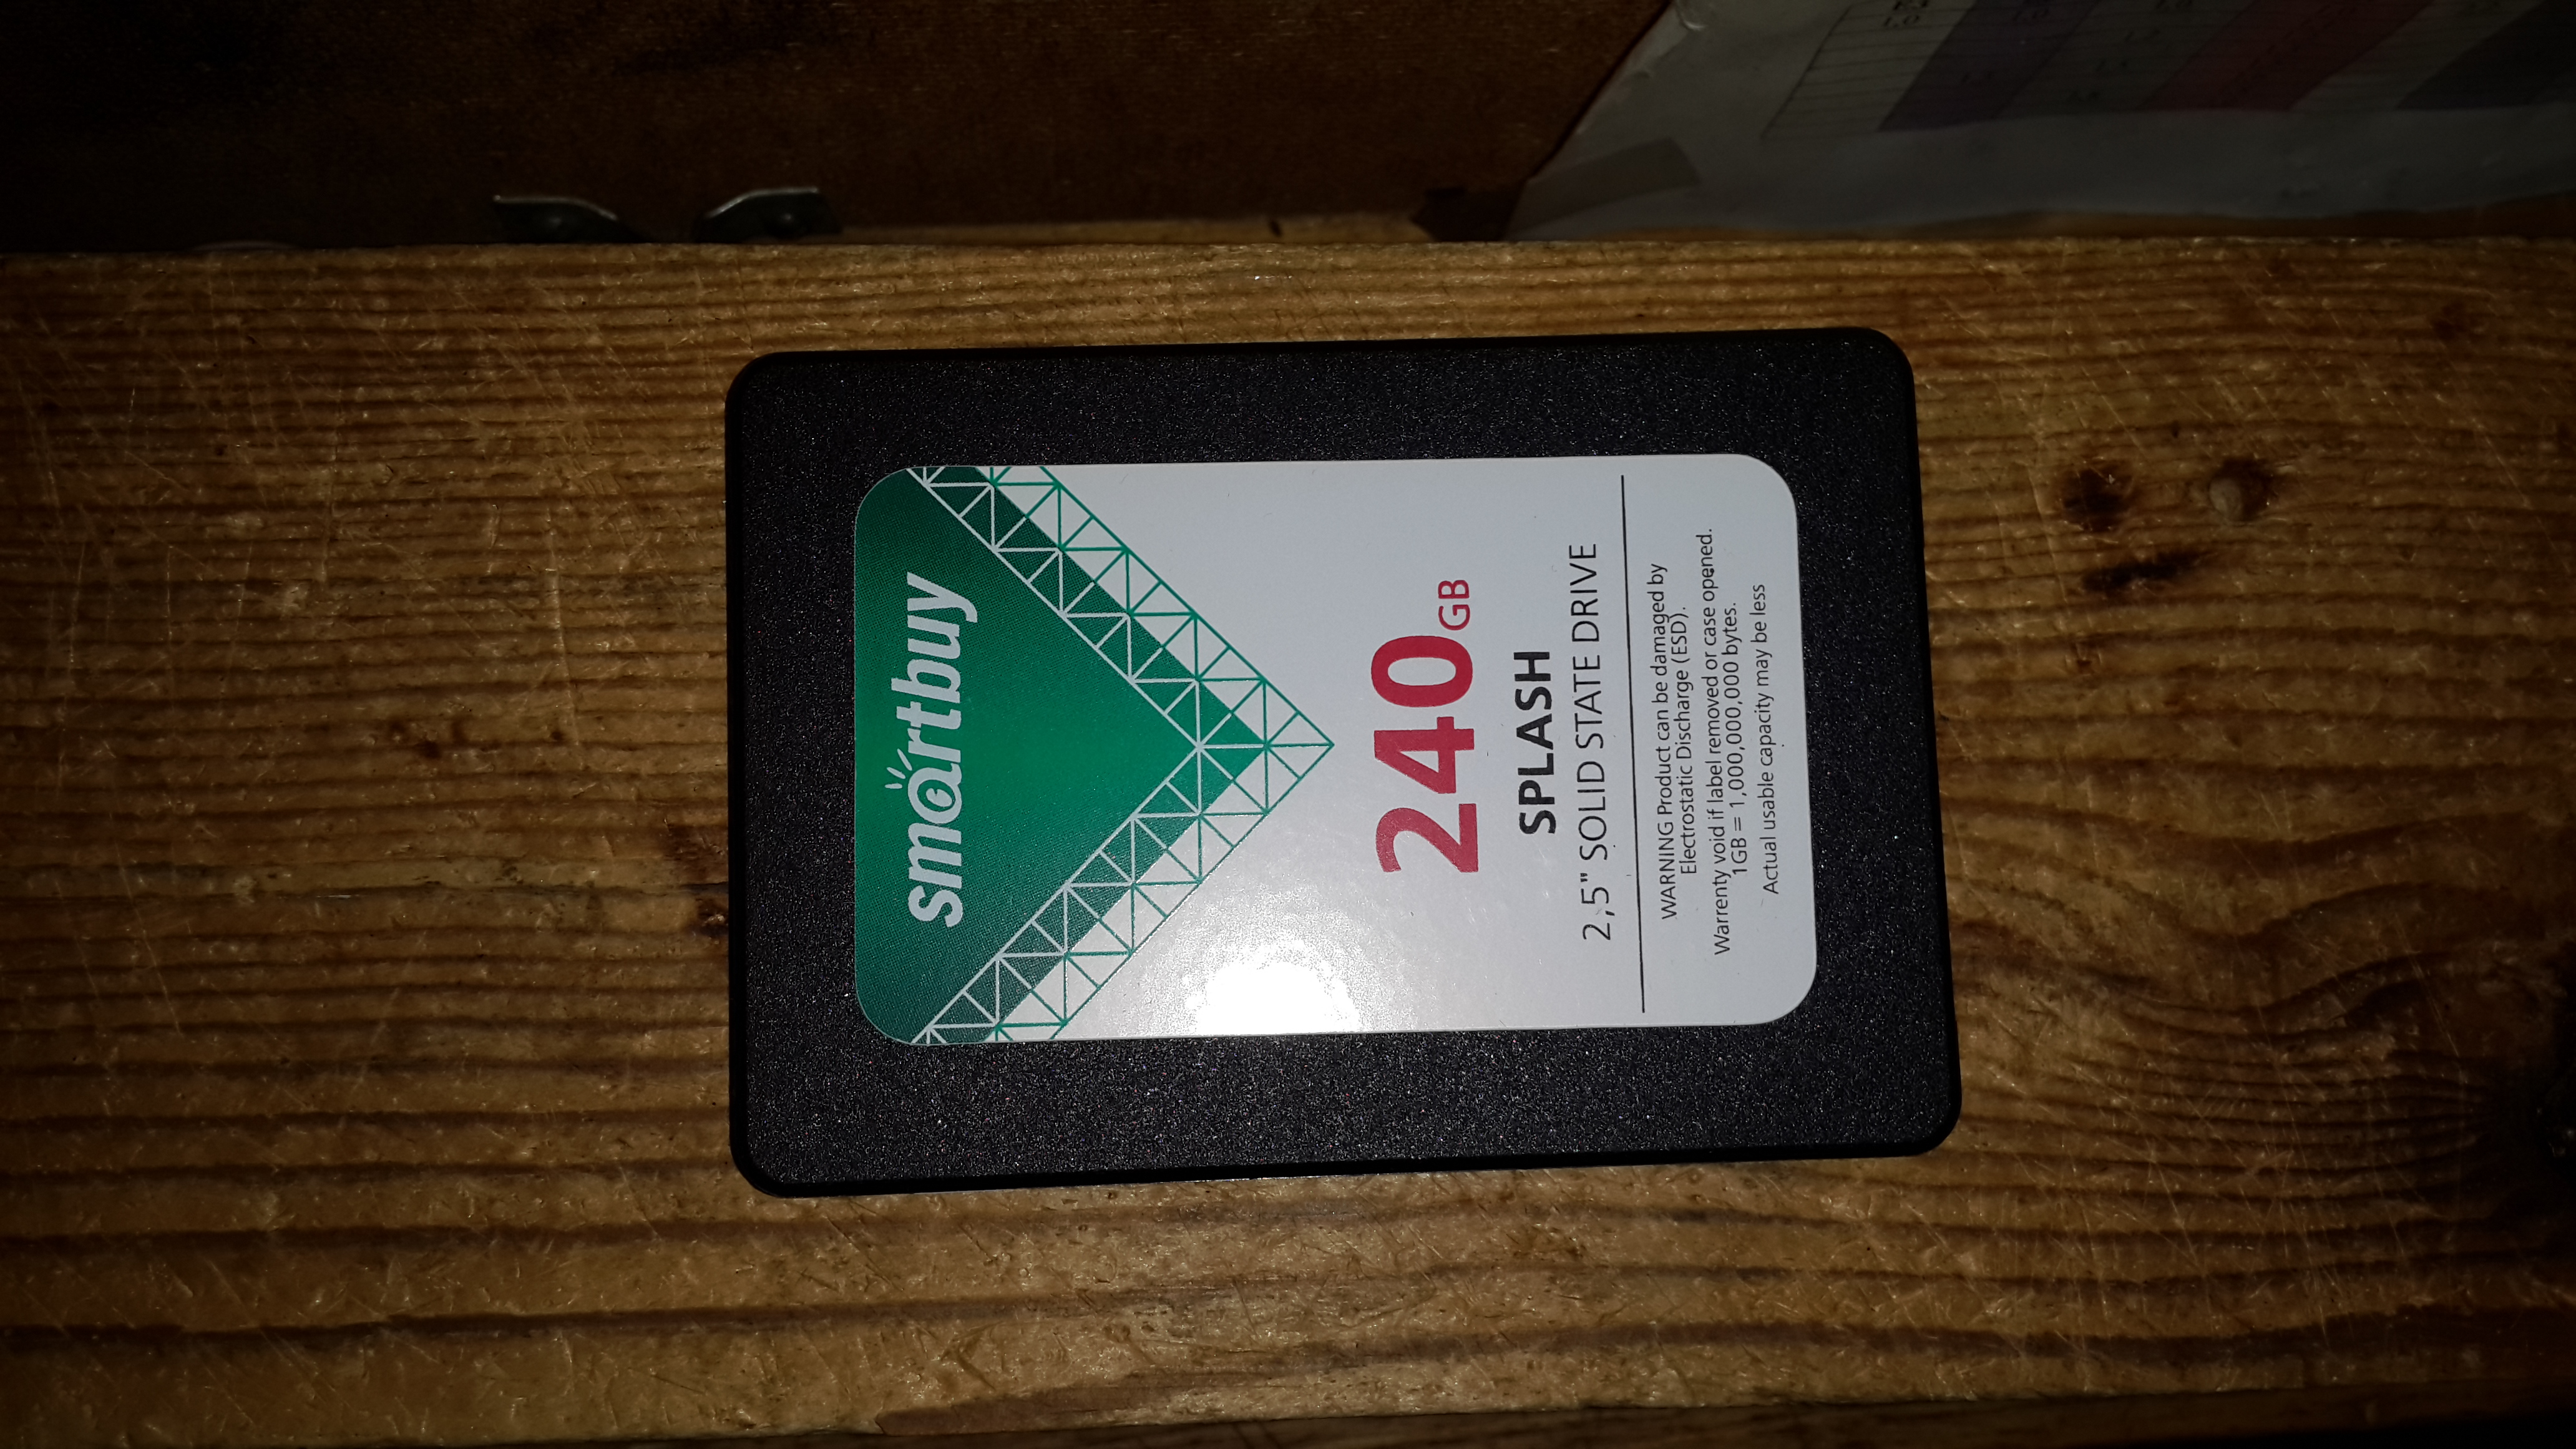 smartbuy
240GB
SPLASH
2,5" SOLID STATE DRIVE
WARNING Product can be damaged by
Electrostatic Discharge (ESD).
Warrenty void if label removed or case opened.
1GB = 1,000,000,000 bytes.
Actual usable capacity may be less